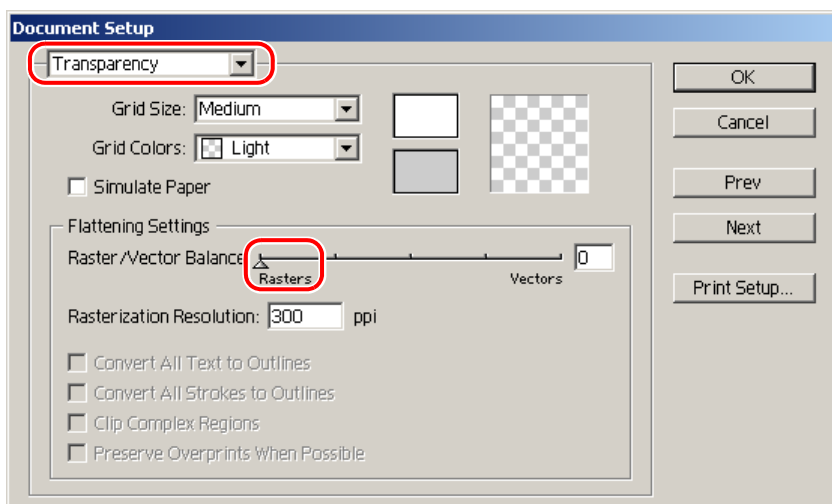 Document Setup
Transparency
OK
Grid Size: Medium
Cancel
Grid Colors: Light
Simulate Paper
Prev
Flattening Settings
Next
Raster/Vector Balance 0
Rasters Vectors
Print Setup...
Rasterization Resolution: 300 ppi
Convert All Text to Outlines
Convert All Strokes to Outlines
Clip Complex Regions
Preserve Overprints When Possible